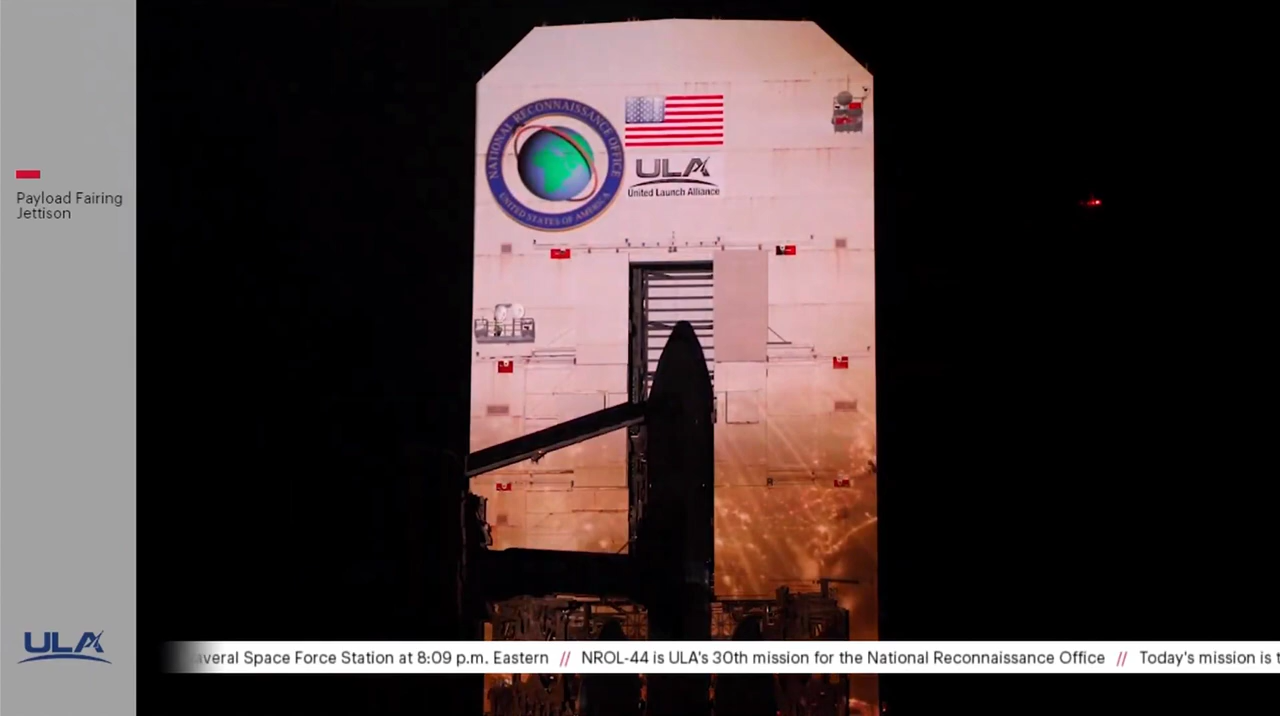 NATIONAL RECONNAISSANCE OFFICE
UNITED STATES OF AMERICA
ULA
United Launch Alliance
Payload Fairing
Jettison
ULA
averal Space Force Station at 8:09 p.m. Eastern // NROL-44 is ULA's 30th mission for the National Reconnaissance Office // Today's mission is t